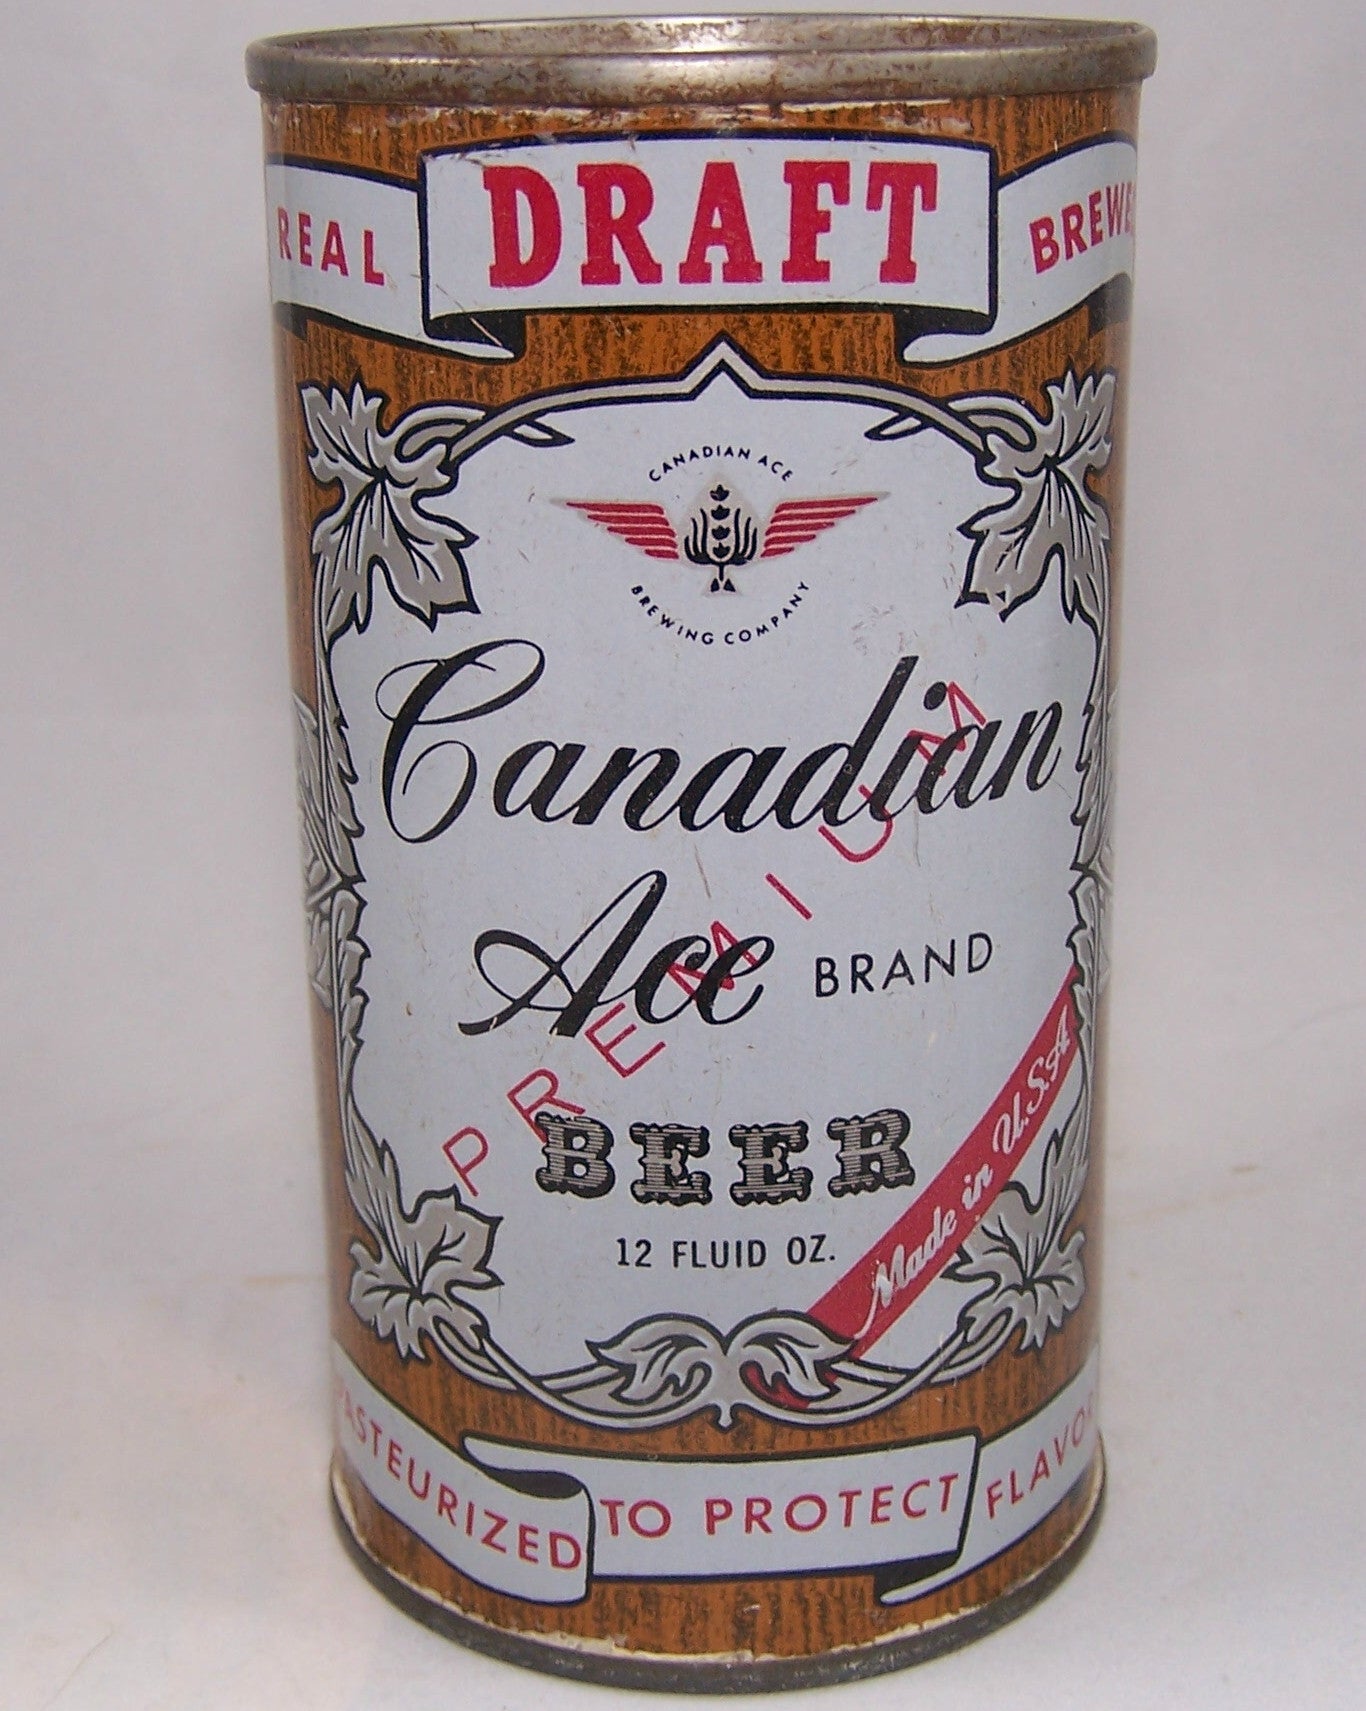 REAL DRAFT
CANADIAN ACE
BREWING COMPANY
Canadian
Ace BRAND
PREMIUM
BEER
12 FLUID OZ.
Made in U.S.A.
TO PROTECT